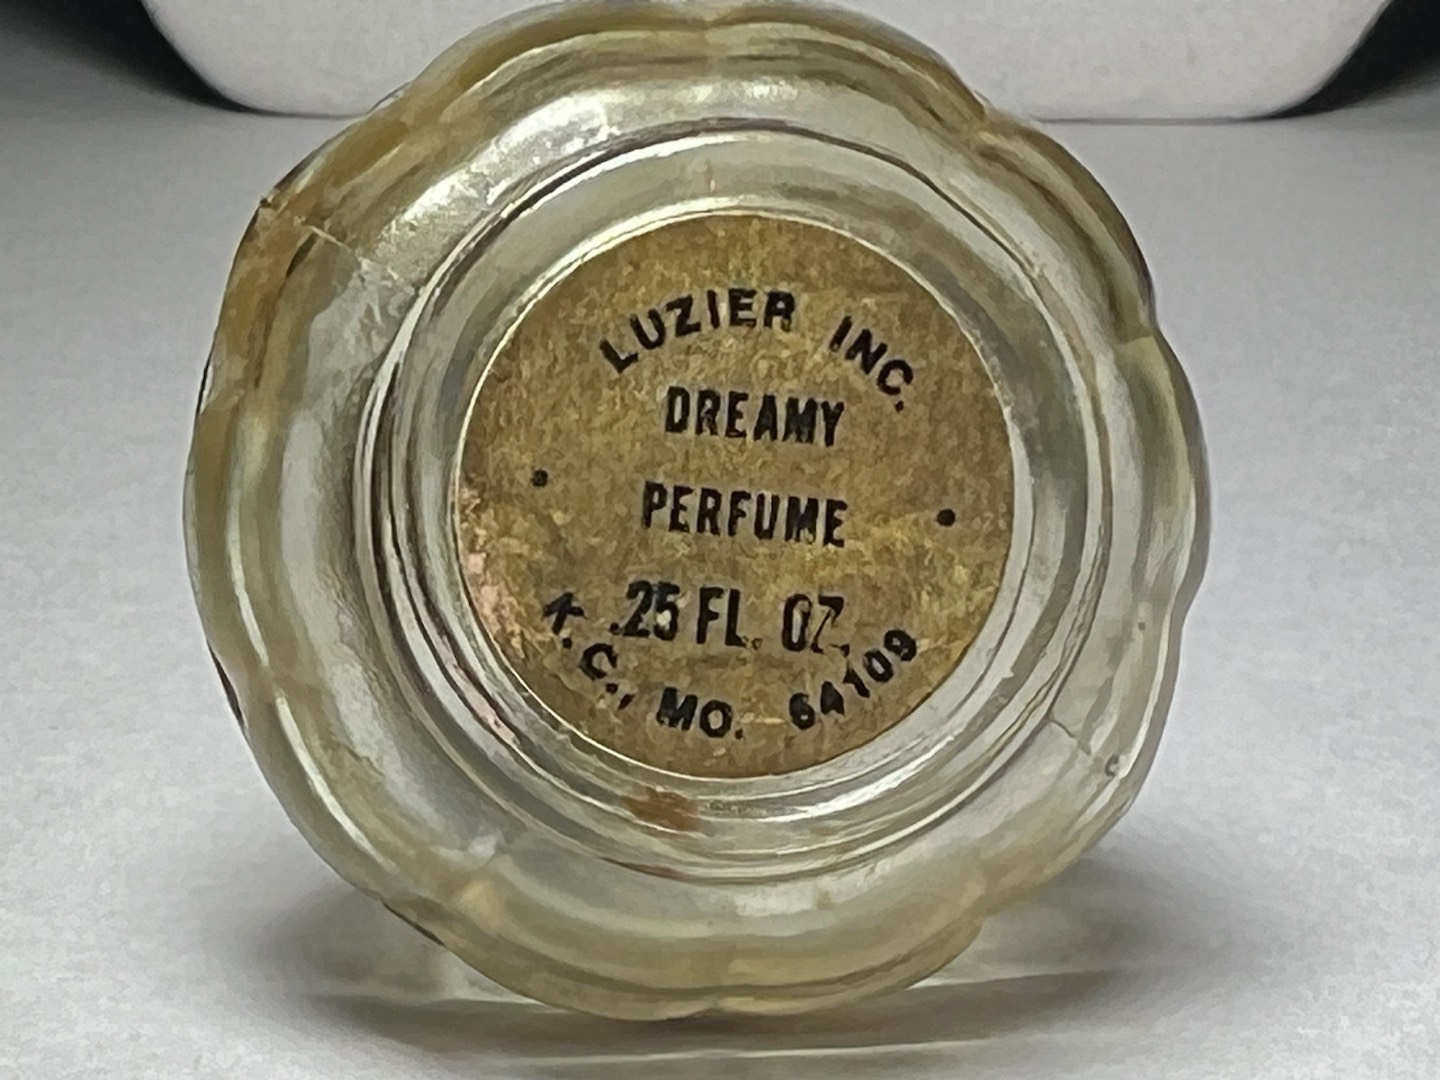 LUZIER INC.
DREAMY
PERFUME
.25 FL. OZ.
K.C., MO. 64109